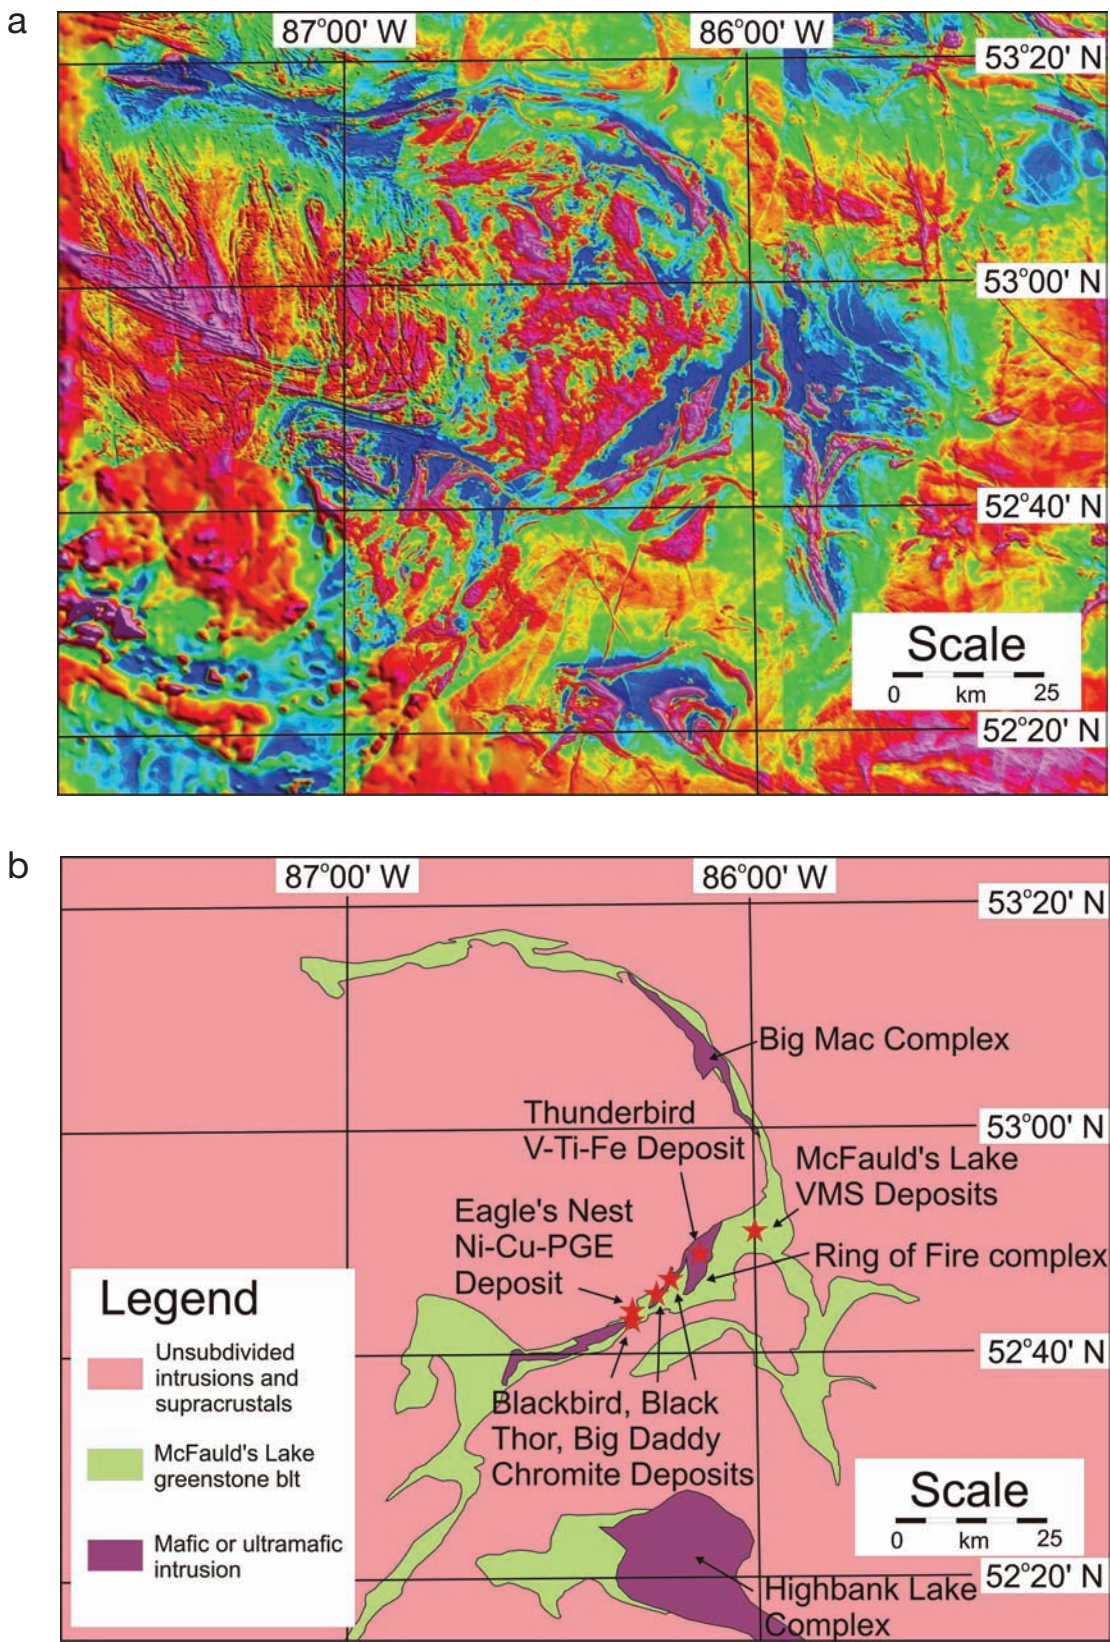 a
87°00' W
86°00' W
53°20' N
53°00' N
52°40' N
Scale
0 km 25
52°20' N
b
87°00' W
86°00' W
53°20' N
Big Mac Complex
53°00' N
Thunderbird
V-Ti-Fe Deposit
McFauld's Lake
VMS Deposits
Eagle's Nest
Ni-Cu-PGE
Deposit
Ring of Fire complex
52°40' N
Blackbird, Black
Thor, Big Daddy
Chromite Deposits
Legend
Unsubdivided
intrusions and
supracrustals
McFauld's Lake
greenstone blt
Mafic or ultramafic
intrusion
Scale
0 km 25
52°20' N
Highbank Lake
Complex